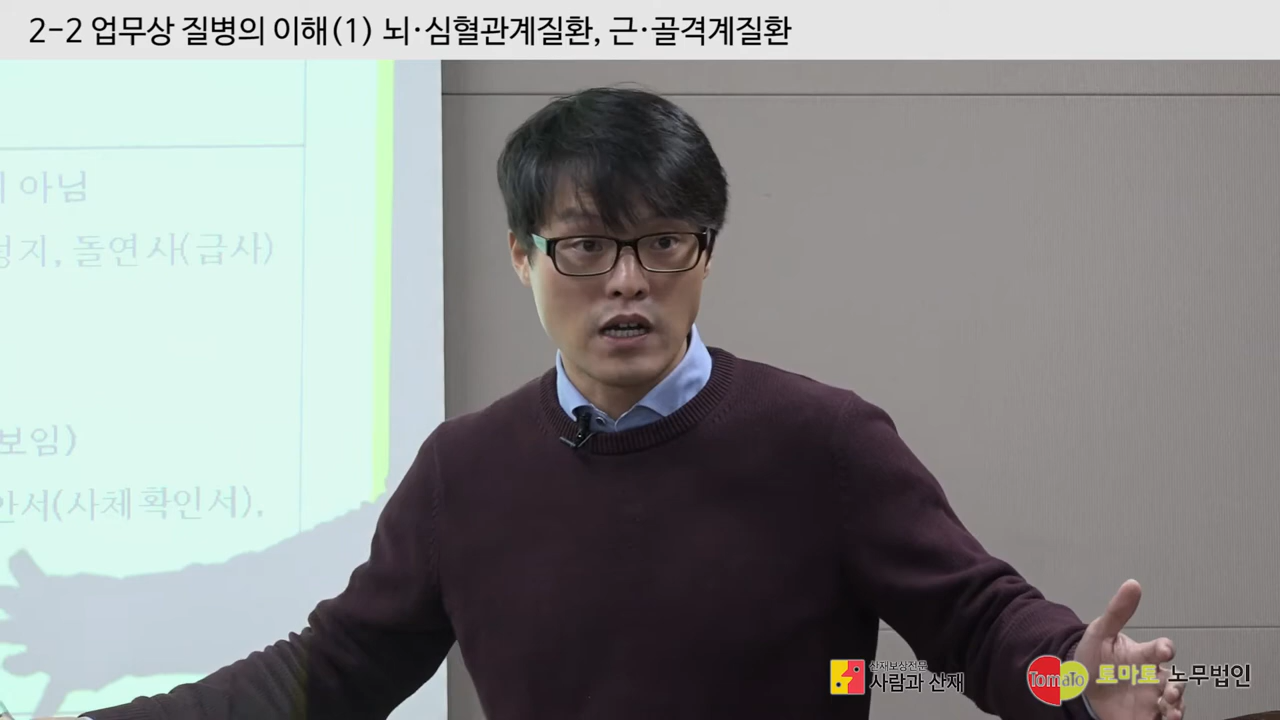 2-2 업무상 질병의 이해(1) 뇌·심혈관계질환, 근·골격계질환
아님
정지, 돌연사(급사)
보임)
안서(사체확인서),
산재보상전문
사람과 산재
TomaTo 토마토 노무법인